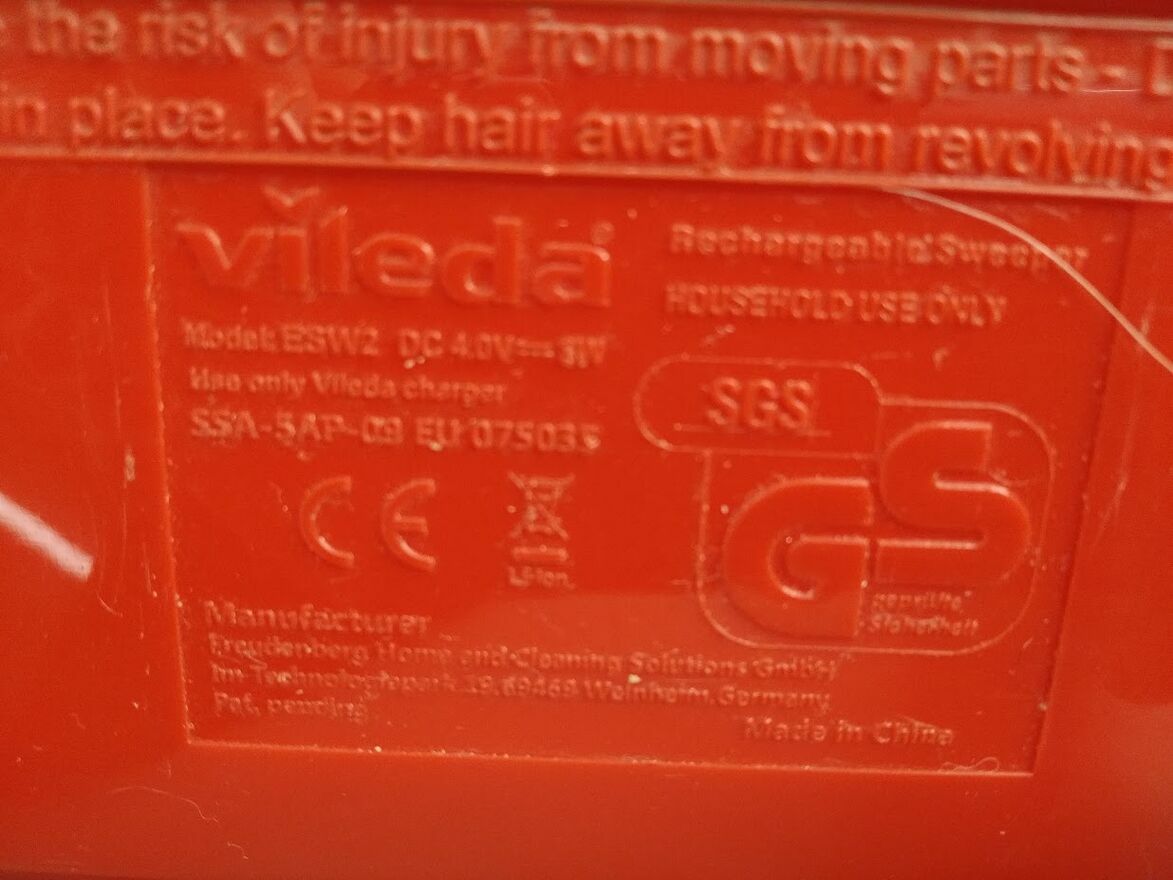 the risk of injury from moving parts -
in place. Keep hair away from revolving
vileda®
Rechargeable Sweeper
HOUSEHOLD USE ONLY
Model: ESW2 DC 4.0V 3W
Use only Vileda charger
SSA-5AP-09 EU 075035
SGS
CE
GS
geprüfte
Sicherheit
Li-Ion
Manufacturer
Freudenberg Home and Cleaning Solutions GmbH
Im Technologiepark 19, 69469 Weinheim, Germany
Pat. pending
Made in China